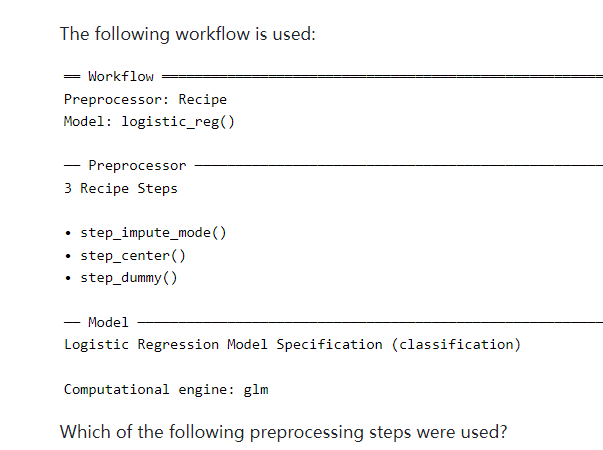 The following workflow is used:
══ Workflow ══════════════════════════════
Preprocessor: Recipe
Model: logistic_reg()
── Preprocessor ──────────────────────────
3 Recipe Steps
• step_impute_mode()
• step_center()
• step_dummy()
── Model ─────────────────────────────────
Logistic Regression Model Specification (classification)
Computational engine: glm
Which of the following preprocessing steps were used?